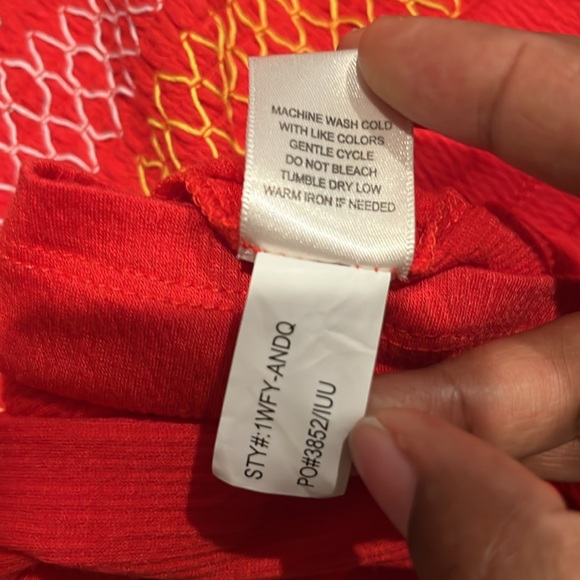 MACHINE WASH COLD
WITH LIKE COLORS
GENTLE CYCLE
DO NOT BLEACH
TUMBLE DRY LOW
WARM IRON IF NEEDED
STY#:1WFY-ANDQ
PO#3852/IUU